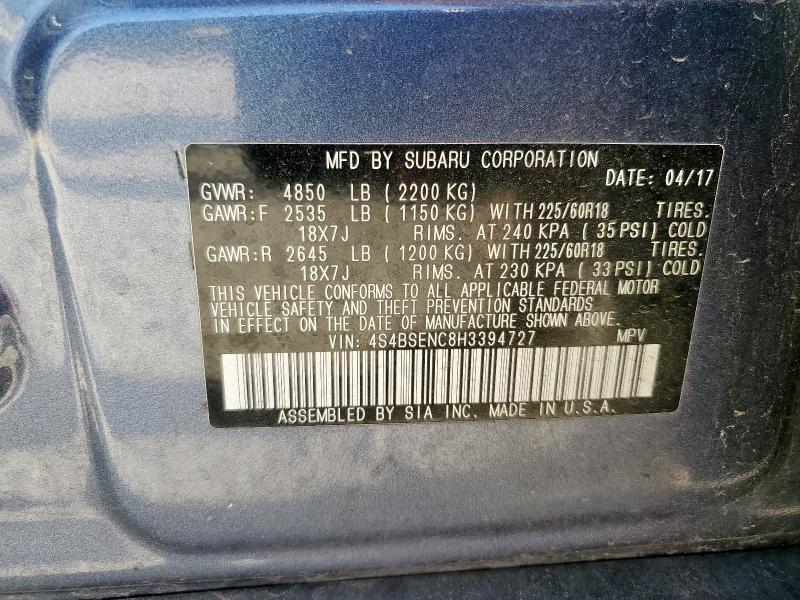 MFD BY SUBARU CORPORATION
DATE: 04/17
GVWR: 4850 LB (2200 KG)
GAWR:F 2535 LB (1150 KG) WITH 225/60R18 TIRES.
18X7J RIMS. AT 240 KPA (35 PSI) COLD
GAWR:R 2645 LB (1200 KG) WITH 225/60R18 TIRES.
18X7J RIMS. AT 230 KPA (33 PSI) COLD
THIS VEHICLE CONFORMS TO ALL APPLICABLE FEDERAL MOTOR
VEHICLE SAFETY AND THEFT PREVENTION STANDARDS
IN EFFECT ON THE DATE OF MANUFACTURE SHOWN ABOVE.
VIN: 4S4BSENC8H3394727 MPV
ASSEMBLED BY SIA INC. MADE IN U.S.A.